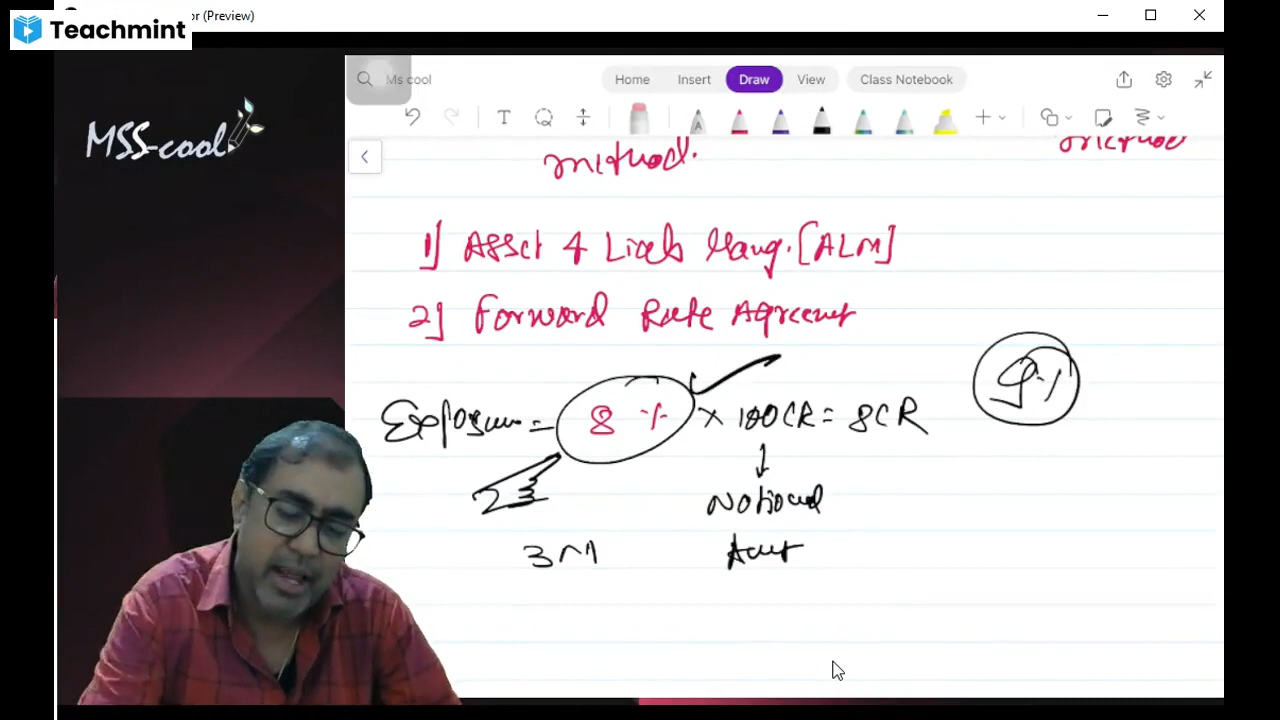 Teachmint
or (Preview)
MSS-cool
Ms cool
Home Insert Draw View Class Notebook
method. method
1] Asset & Liab Mang. [ALM]
2] Forward Rate Agreement
9%
Exposure = 8 % × 100CR = 8CR
Notional
3M Amt